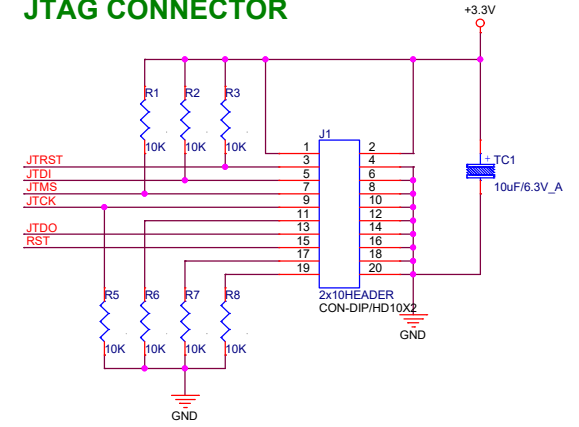 JTAG CONNECTOR
+3.3V
R1 R2 R3
10K 10K 10K
J1
1 2
JTRST 3 4
JTDI 5 6
JTMS 7 8
JTCK 9 10
11 12
JTDO 13 14
RST 15 16
17 18
19 20
+ TC1
10uF/6.3V_A
R5 R6 R7 R8
10K 10K 10K 10K
2x10HEADER
CON-DIP/HD10X2
GND
GND